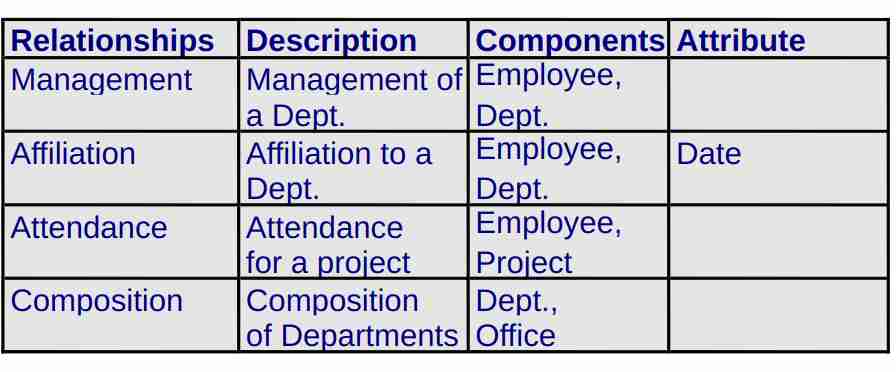 Relationships Description Components Attribute
Management Management of a Dept. Employee, Dept.
Affiliation Affiliation to a Dept. Employee, Dept. Date
Attendance Attendance for a project Employee, Project
Composition Composition of Departments Dept., Office